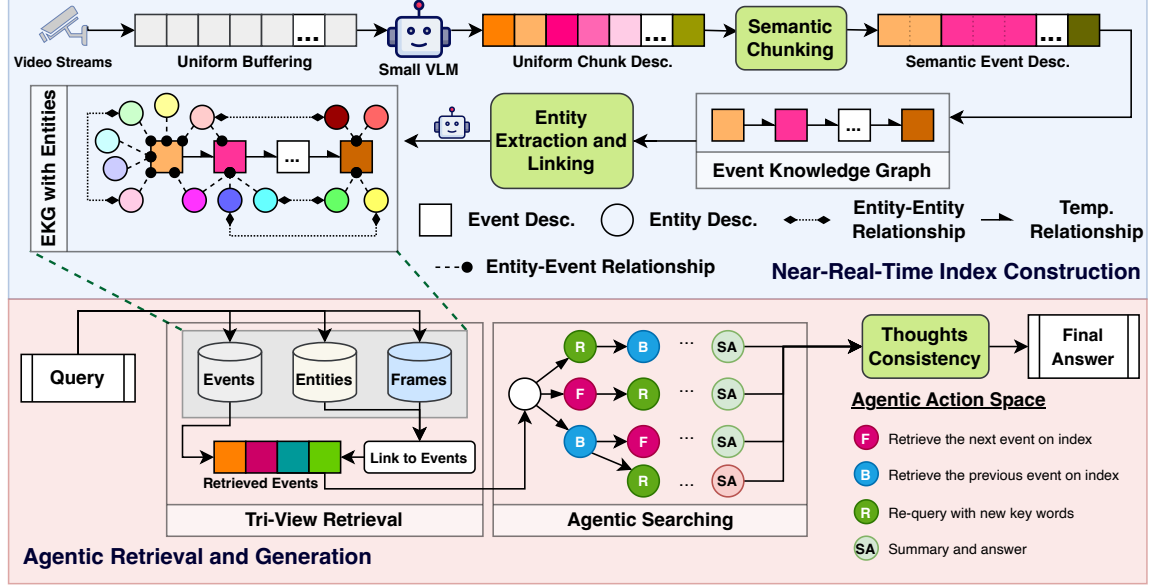 Video Streams
Uniform Buffering
...
Small VLM
Uniform Chunk Desc.
...
Semantic
Chunking
Semantic Event Desc.
...
EKG with Entities
...
Entity
Extraction and
Linking
...
Event Knowledge Graph
Event Desc.
Entity Desc.
Entity-Entity
Relationship
Temp.
Relationship
Entity-Event Relationship
Near-Real-Time Index Construction
Query
Events
Entities
Frames
Link to Events
Retrieved Events
Tri-View Retrieval
R B ... SA
F R ... SA
B F ... SA
R ... SA
Agentic Searching
Thoughts
Consistency
Final
Answer
Agentic Action Space
F Retrieve the next event on index
B Retrieve the previous event on index
R Re-query with new key words
SA Summary and answer
Agentic Retrieval and Generation